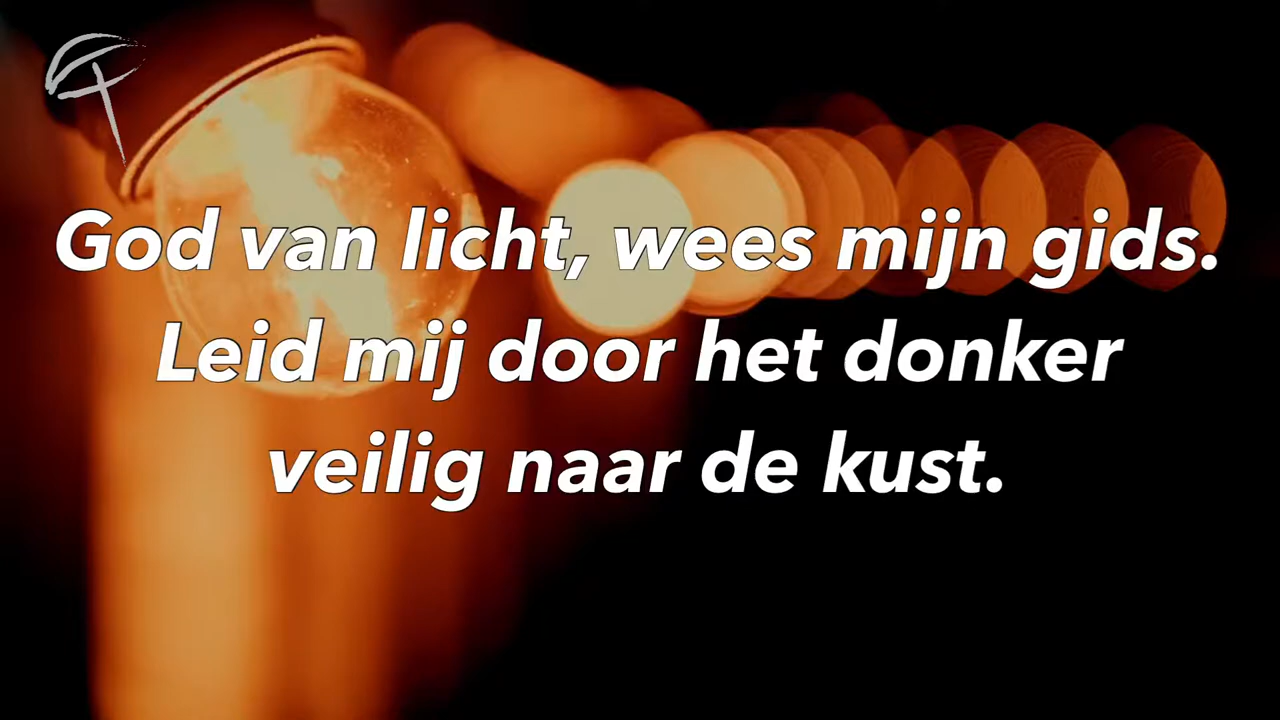 God van licht, wees mijn gids.
Leid mij door het donker
veilig naar de kust.